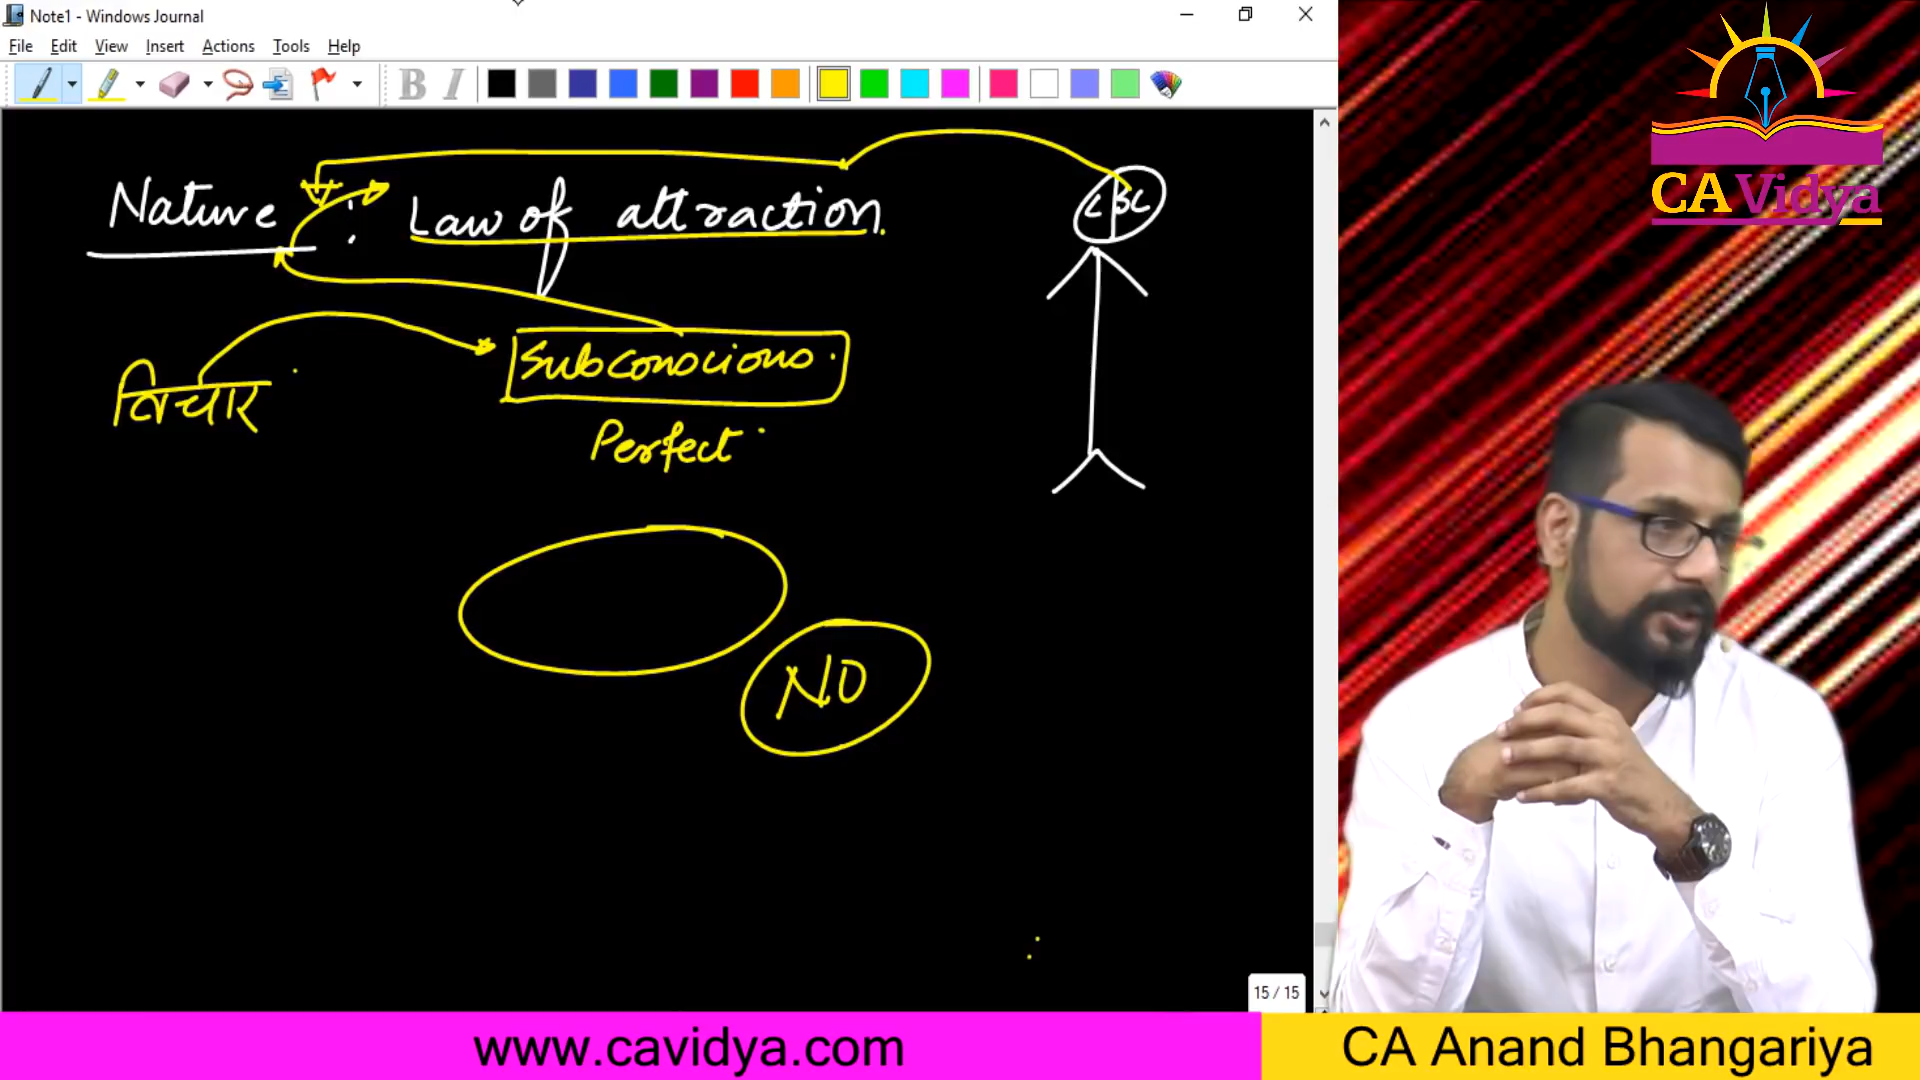 Note1 - Windows Journal
File Edit View Insert Actions Tools Help
B I
Nature : Law of attraction
C SC
विचार
Subconscious.
Perfect
NO
15 / 15
CA Vidya
www.cavidya.com
CA Anand Bhangariya